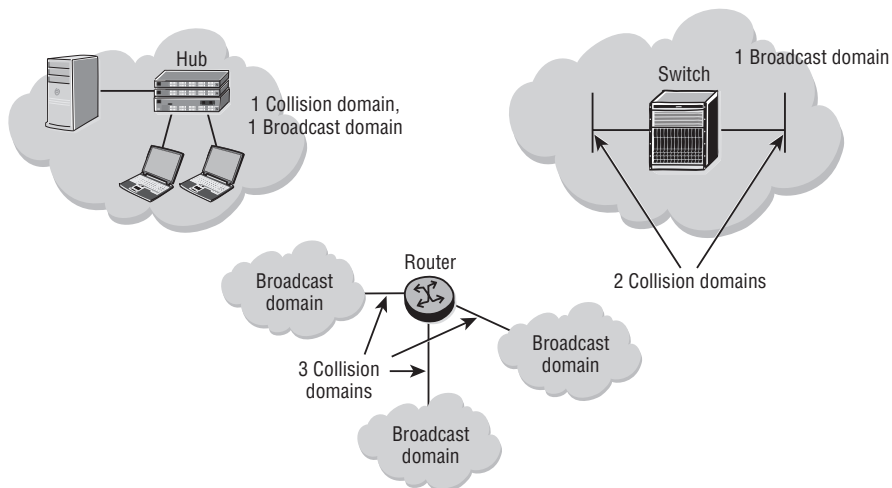 Hub
1 Collision domain,
1 Broadcast domain
1 Broadcast domain
Switch
2 Collision domains
Router
Broadcast
domain
Broadcast
domain
3 Collision
domains
Broadcast
domain